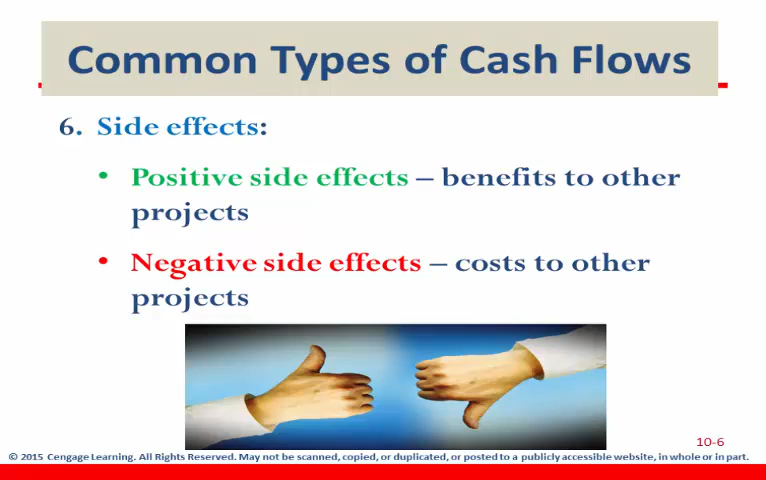 Common Types of Cash Flows
6. Side effects:
• Positive side effects – benefits to other
projects
• Negative side effects – costs to other
projects
10-6
© 2015 Cengage Learning. All Rights Reserved. May not be scanned, copied, or duplicated, or posted to a publicly accessible website, in whole or in part.